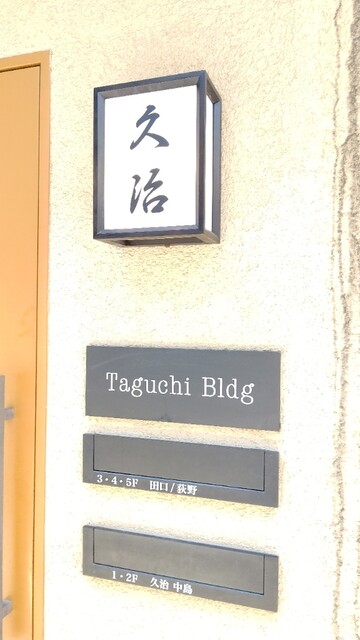 久
治
Taguchi Bldg
3・4・5F 田口/荻野
1・2F 久治 中島